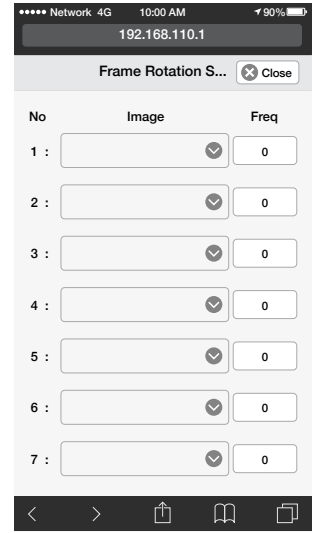 Network 4G 10:00 AM 90%
192.168.110.1
Frame Rotation S... Close
No Image Freq
1 : 0
2 : 0
3 : 0
4 : 0
5 : 0
6 : 0
7 : 0